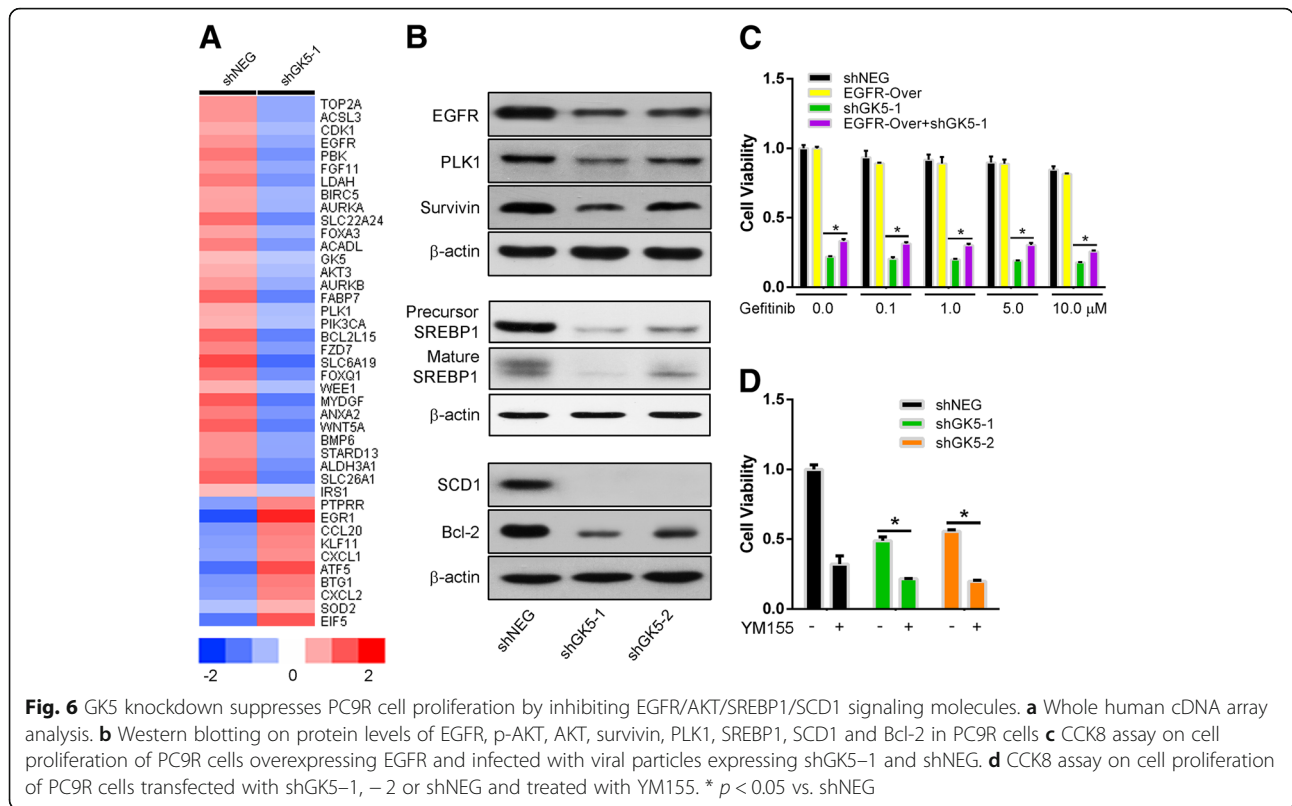 A
shNEG
shGK5-1
TOP2A
ACSL3
CDK1
EGFR
PBK
FGF11
LDAH
BIRC5
AURKA
SLC22A24
FOXA3
ACADL
GK5
AKT3
AURKB
FABP7
PLK1
PIK3CA
BCL2L15
FZD7
SLC6A19
FOXQ1
WEE1
MYDGF
ANXA2
WNT5A
BMP6
STARD13
ALDH3A1
SLC26A1
IRS1
PTPRR
EGR1
CCL20
KLF11
CXCL1
ATF5
BTG1
CXCL2
SOD2
EIF5
-2 0 2
B
EGFR
PLK1
Survivin
β-actin
Precursor
SREBP1
Mature
SREBP1
β-actin
SCD1
Bcl-2
β-actin
shNEG
shGK5-1
shGK5-2
C
shNEG
EGFR-Over
shGK5-1
EGFR-Over+shGK5-1
Cell Viability
1.5
1.0
0.5
0.0
* * * * *
Gefitinib 0.0 0.1 1.0 5.0 10.0 μM
D
shNEG
shGK5-1
shGK5-2
Cell Viability
1.5
1.0
0.5
0.0
* *
YM155 - + - + - +
Fig. 6 GK5 knockdown suppresses PC9R cell proliferation by inhibiting EGFR/AKT/SREBP1/SCD1 signaling molecules. a Whole human cDNA array
analysis. b Western blotting on protein levels of EGFR, p-AKT, AKT, survivin, PLK1, SREBP1, SCD1 and Bcl-2 in PC9R cells c CCK8 assay on cell
proliferation of PC9R cells overexpressing EGFR and infected with viral particles expressing shGK5–1 and shNEG. d CCK8 assay on cell proliferation
of PC9R cells transfected with shGK5–1, – 2 or shNEG and treated with YM155. * p < 0.05 vs. shNEG